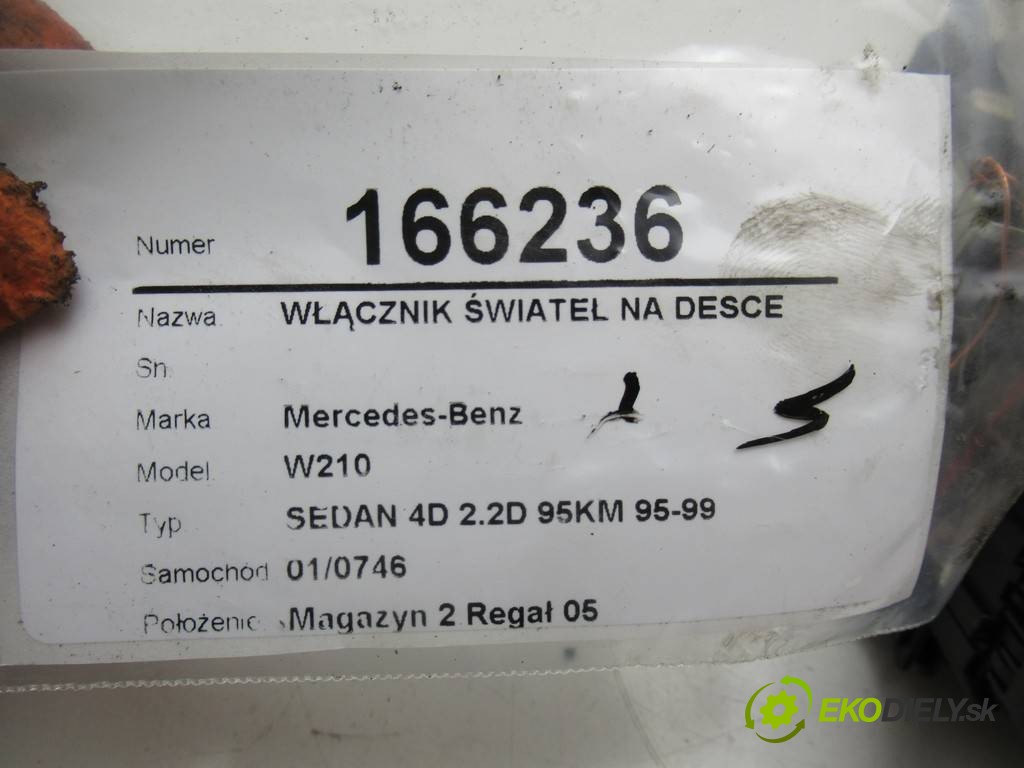 Numer 166236
Nazwa WŁĄCZNIK ŚWIATEŁ NA DESCE
Sn
Marka Mercedes-Benz
Model W210
Typ SEDAN 4D 2.2D 95KM 95-99
Samochód 01/0746
Położenie Magazyn 2 Regał 05
EKODIELY.sk